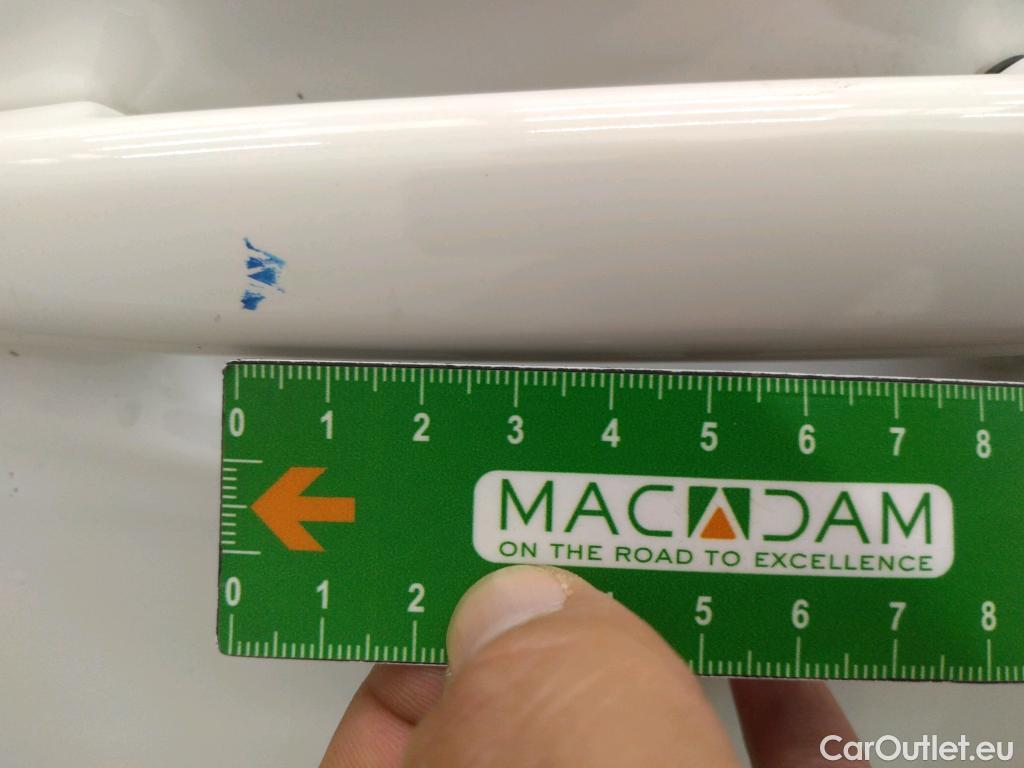 0 1 2 3 4 5 6 7 8
MACADAM
ON THE ROAD TO EXCELLENCE
0 1 2 5 6 7 8
CarOutlet.eu